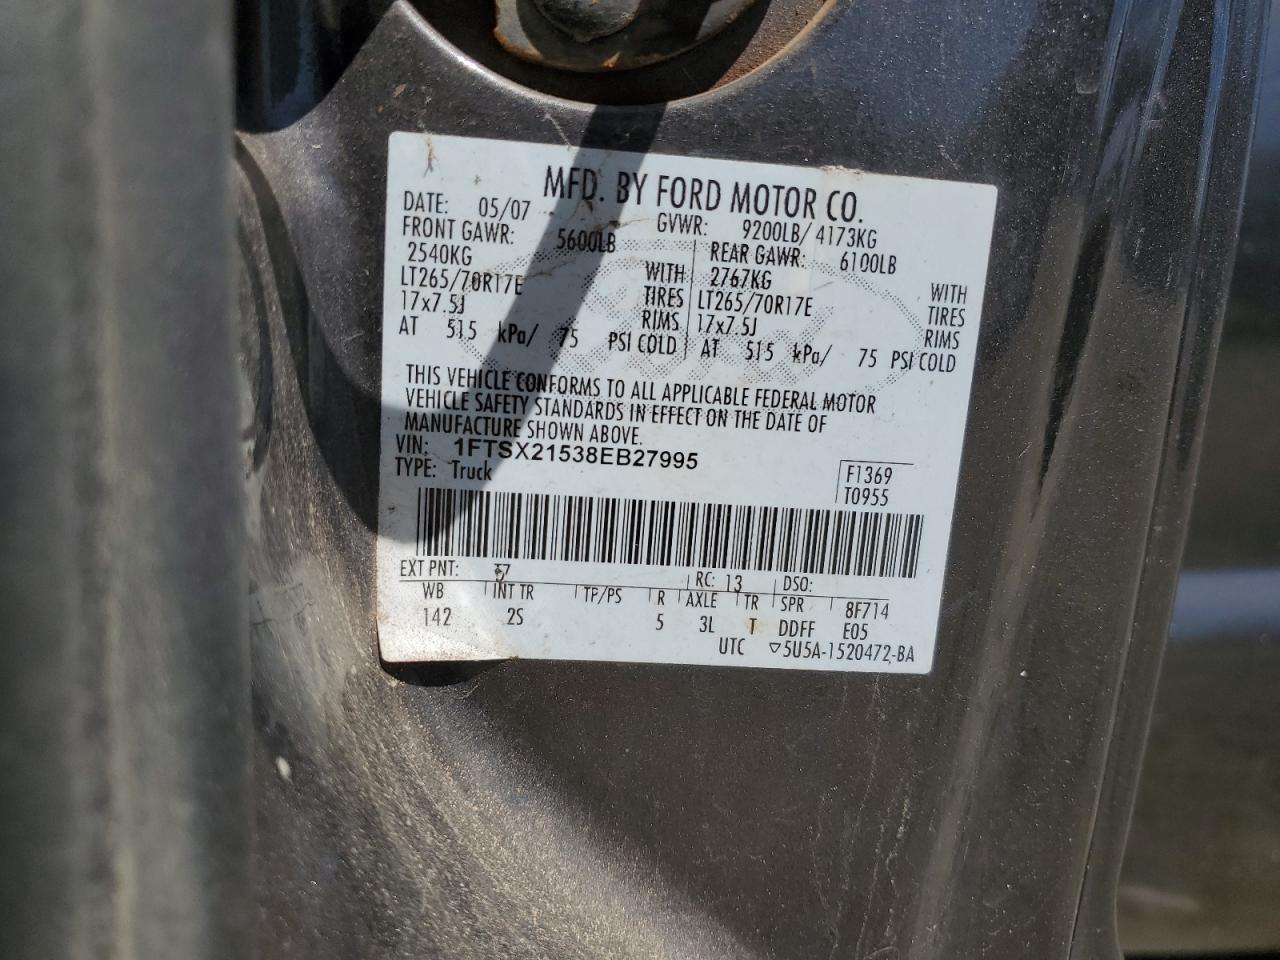 MFD. BY FORD MOTOR CO.
DATE: 05/07 GVWR: 9200LB/ 4173KG
FRONT GAWR: 5600LB REAR GAWR: 6100LB
2540KG WITH 2767KG WITH
LT265/70R17E TIRES LT265/70R17E TIRES
17x7.5J RIMS 17x7.5J RIMS
AT 515 kPa/ 75 PSI COLD AT 515 kPa/ 75 PSI COLD
THIS VEHICLE CONFORMS TO ALL APPLICABLE FEDERAL MOTOR
VEHICLE SAFETY STANDARDS IN EFFECT ON THE DATE OF
MANUFACTURE SHOWN ABOVE.
VIN: 1FTSX21538EB27995
TYPE: Truck
F1369
T0955
EXT PNT: RC: 13 DSO:
WB INT TR TP/PS R AXLE TR SPR 8F714
142 2S 5 3L T DDFF E05
UTC ▽5U5A-1520472-BA